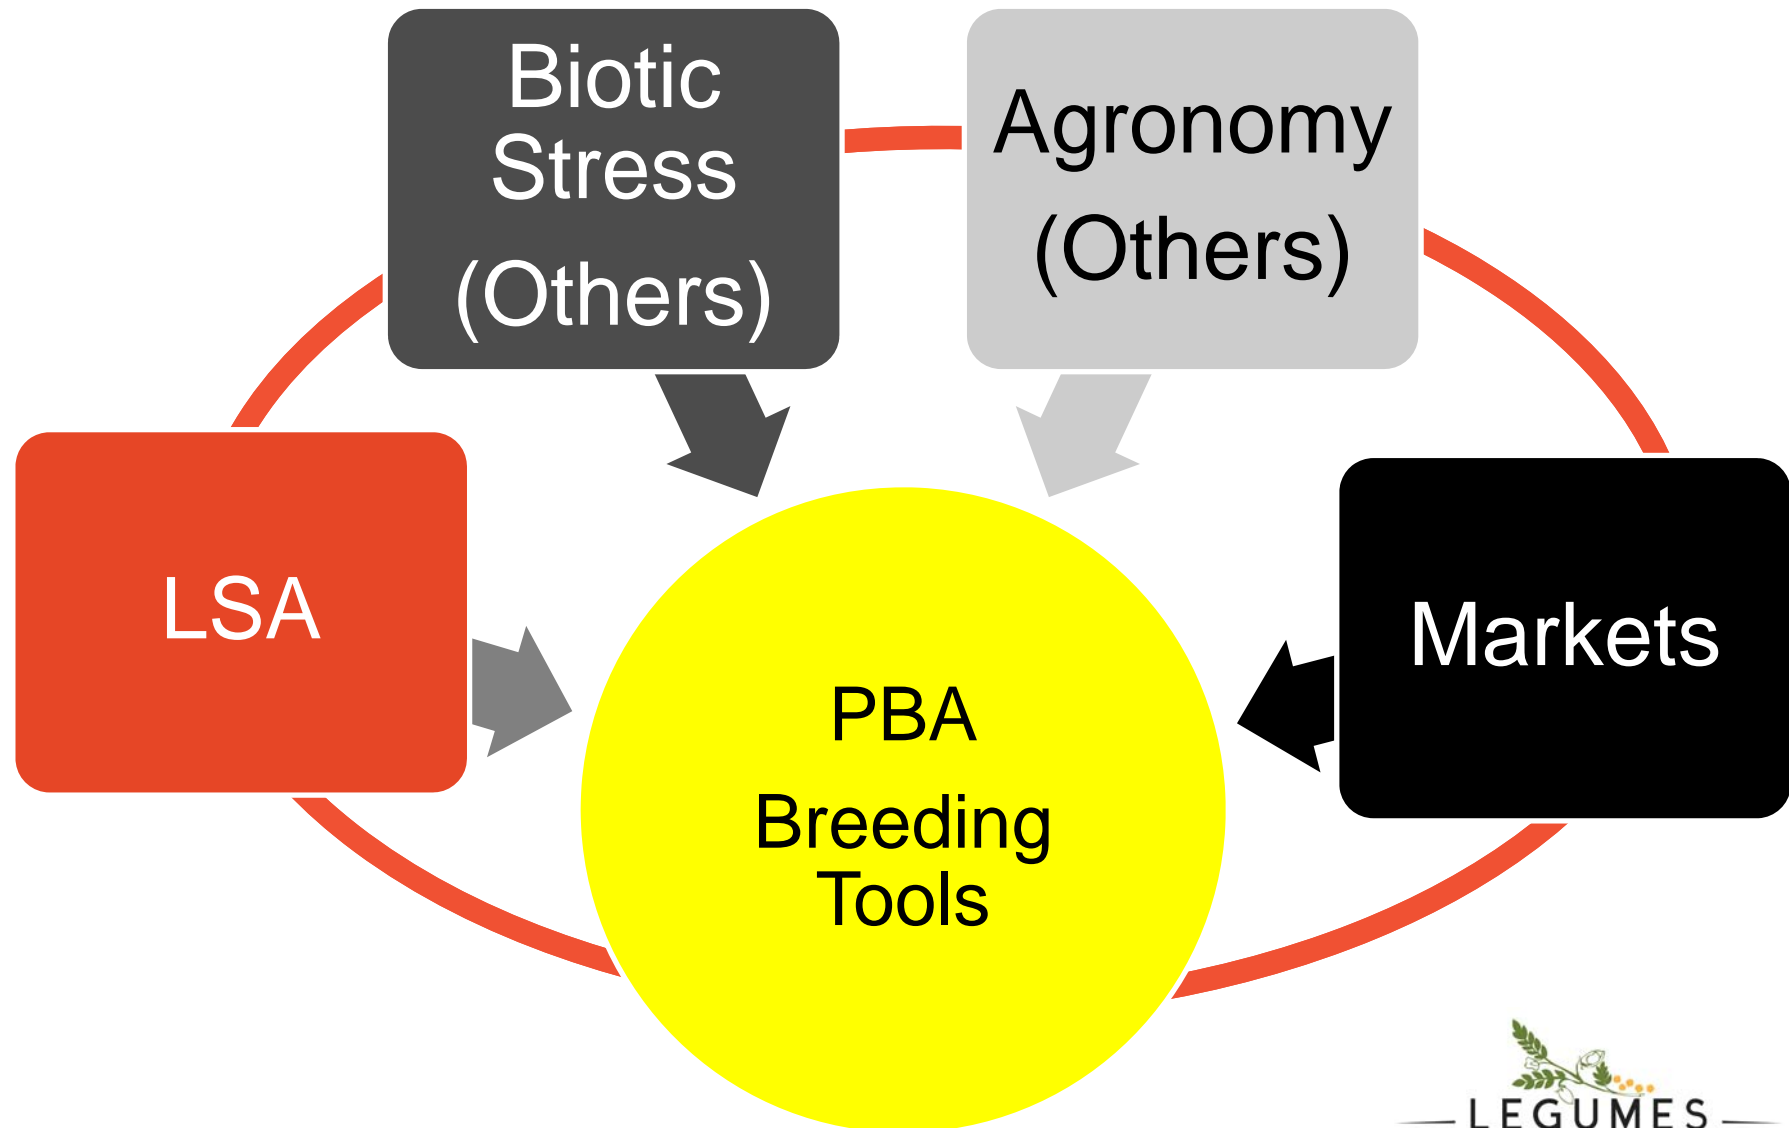 Biotic
Stress
(Others)
Agronomy
(Others)
LSA
Markets
PBA
Breeding
Tools
LEGUMES